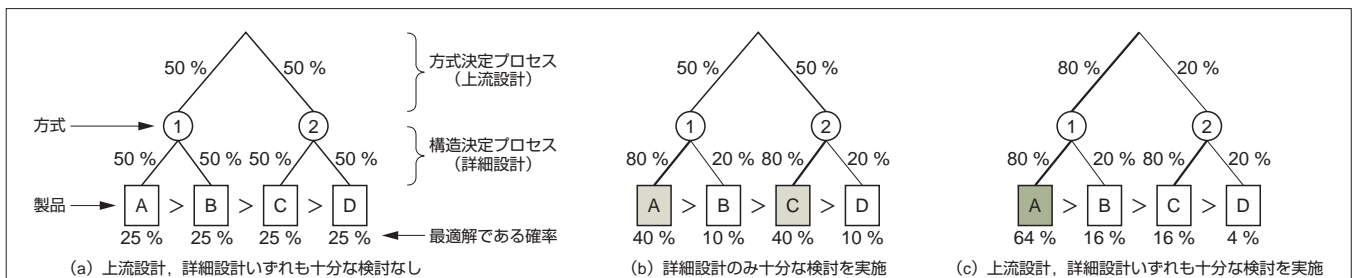 50 %
50 %
方式決定プロセス
（上流設計）
方式
1
2
50 %
50 %
50 %
50 %
構造決定プロセス
（詳細設計）
製品
A > B > C > D
25 %
25 %
25 %
25 %
最適解である確率
（a）上流設計，詳細設計いずれも十分な検討なし
50 %
50 %
1
2
80 %
20 %
80 %
20 %
A > B > C > D
40 %
10 %
40 %
10 %
（b）詳細設計のみ十分な検討を実施
80 %
20 %
1
2
80 %
20 %
80 %
20 %
A > B > C > D
64 %
16 %
16 %
4 %
（c）上流設計，詳細設計いずれも十分な検討を実施